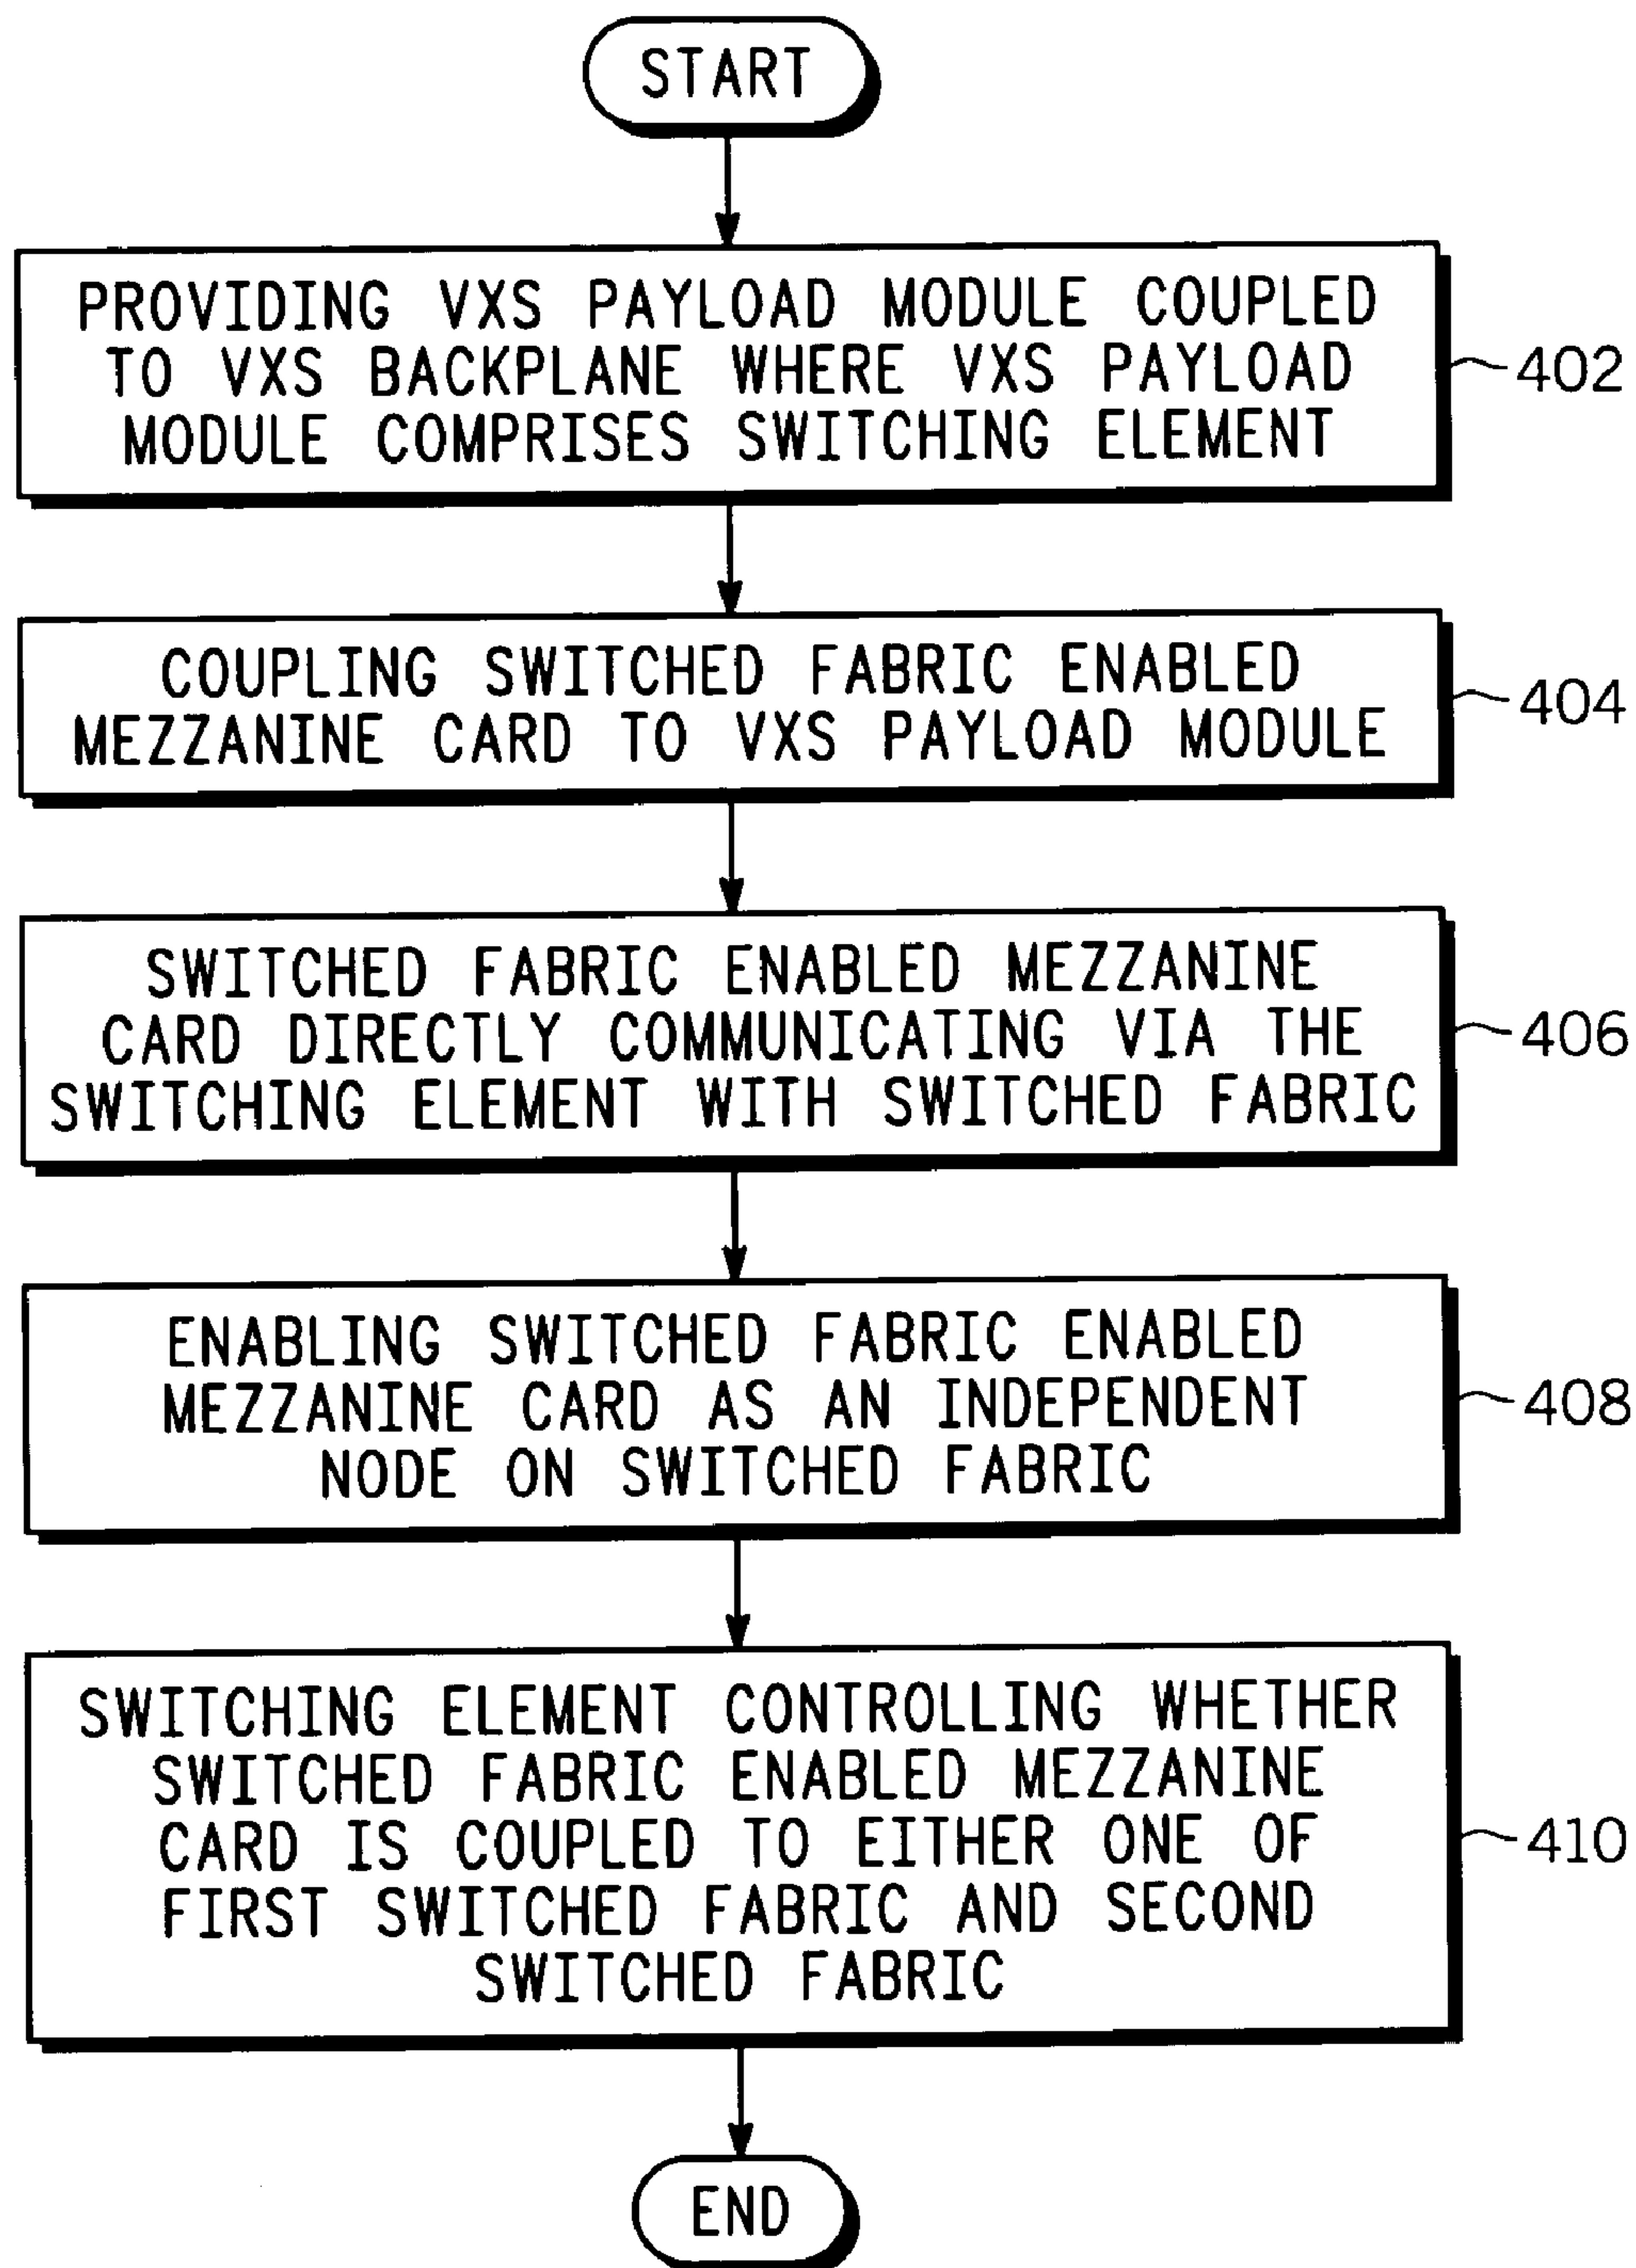 START
PROVIDING VXS PAYLOAD MODULE COUPLED
TO VXS BACKPLANE WHERE VXS PAYLOAD
MODULE COMPRISES SWITCHING ELEMENT
402
COUPLING SWITCHED FABRIC ENABLED
MEZZANINE CARD TO VXS PAYLOAD MODULE
404
SWITCHED FABRIC ENABLED MEZZANINE
CARD DIRECTLY COMMUNICATING VIA THE
SWITCHING ELEMENT WITH SWITCHED FABRIC
406
ENABLING SWITCHED FABRIC ENABLED
MEZZANINE CARD AS AN INDEPENDENT
NODE ON SWITCHED FABRIC
408
SWITCHING ELEMENT CONTROLLING WHETHER
SWITCHED FABRIC ENABLED MEZZANINE
CARD IS COUPLED TO EITHER ONE OF
FIRST SWITCHED FABRIC AND SECOND
SWITCHED FABRIC
410
END